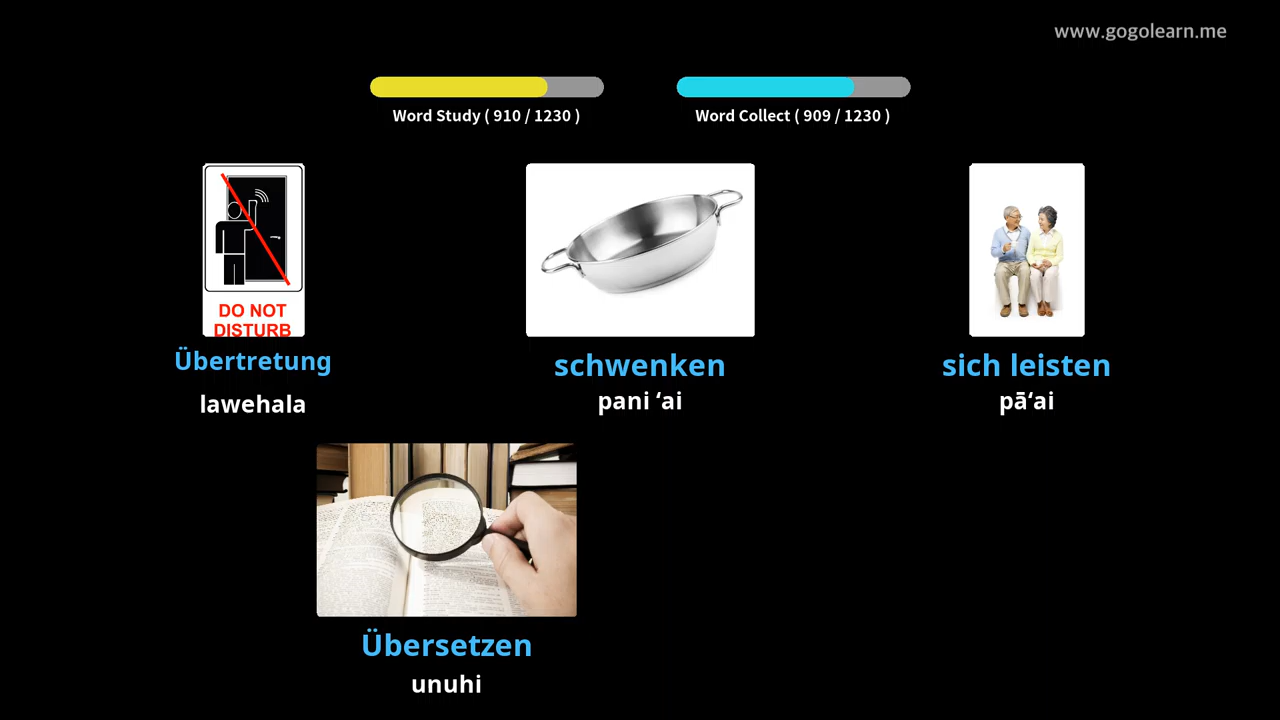 www.gogolearn.me
Word Study ( 910 / 1230 )
Word Collect ( 909 / 1230 )
DO NOT
DISTURB
Übertretung
lawehala
schwenken
pani ʻai
sich leisten
pāʻai
Übersetzen
unuhi